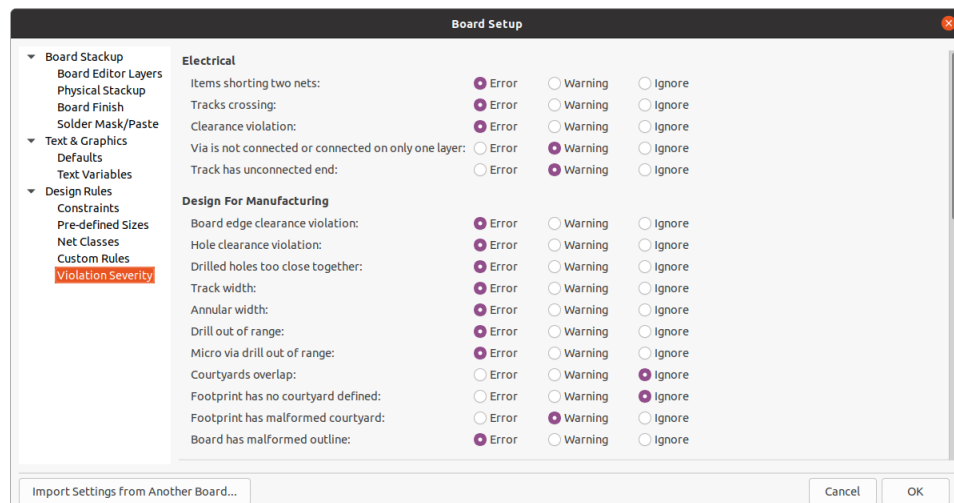 Board Setup
Board Stackup
Board Editor Layers
Physical Stackup
Board Finish
Solder Mask/Paste
Text & Graphics
Defaults
Text Variables
Design Rules
Constraints
Pre-defined Sizes
Net Classes
Custom Rules
Violation Severity
Electrical
Items shorting two nets: Error Warning Ignore
Tracks crossing: Error Warning Ignore
Clearance violation: Error Warning Ignore
Via is not connected or connected on only one layer: Error Warning Ignore
Track has unconnected end: Error Warning Ignore
Design For Manufacturing
Board edge clearance violation: Error Warning Ignore
Hole clearance violation: Error Warning Ignore
Drilled holes too close together: Error Warning Ignore
Track width: Error Warning Ignore
Annular width: Error Warning Ignore
Drill out of range: Error Warning Ignore
Micro via drill out of range: Error Warning Ignore
Courtyards overlap: Error Warning Ignore
Footprint has no courtyard defined: Error Warning Ignore
Footprint has malformed courtyard: Error Warning Ignore
Board has malformed outline: Error Warning Ignore
Import Settings from Another Board... Cancel OK